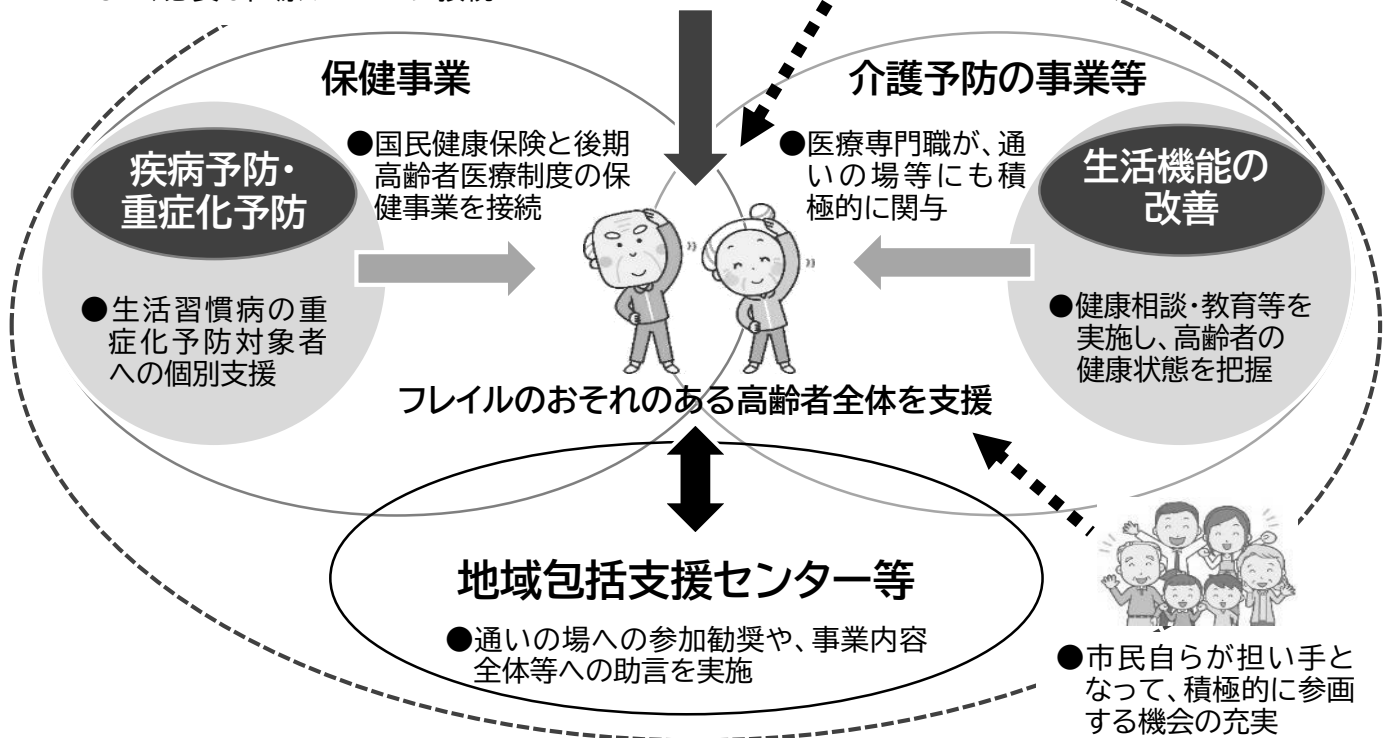 保健事業
介護予防の事業等
疾病予防・
重症化予防
●国民健康保険と後期
高齢者医療制度の保
健事業を接続
●医療専門職が、通
いの場等にも積
極的に関与
生活機能の
改善
●生活習慣病の重
症化予防対象者
への個別支援
●健康相談・教育等を
実施し、高齢者の
健康状態を把握
フレイルのおそれのある高齢者全体を支援
地域包括支援センター等
●通いの場への参加勧奨や、事業内容
全体等への助言を実施
●市民自らが担い手と
なって、積極的に参画
する機会の充実